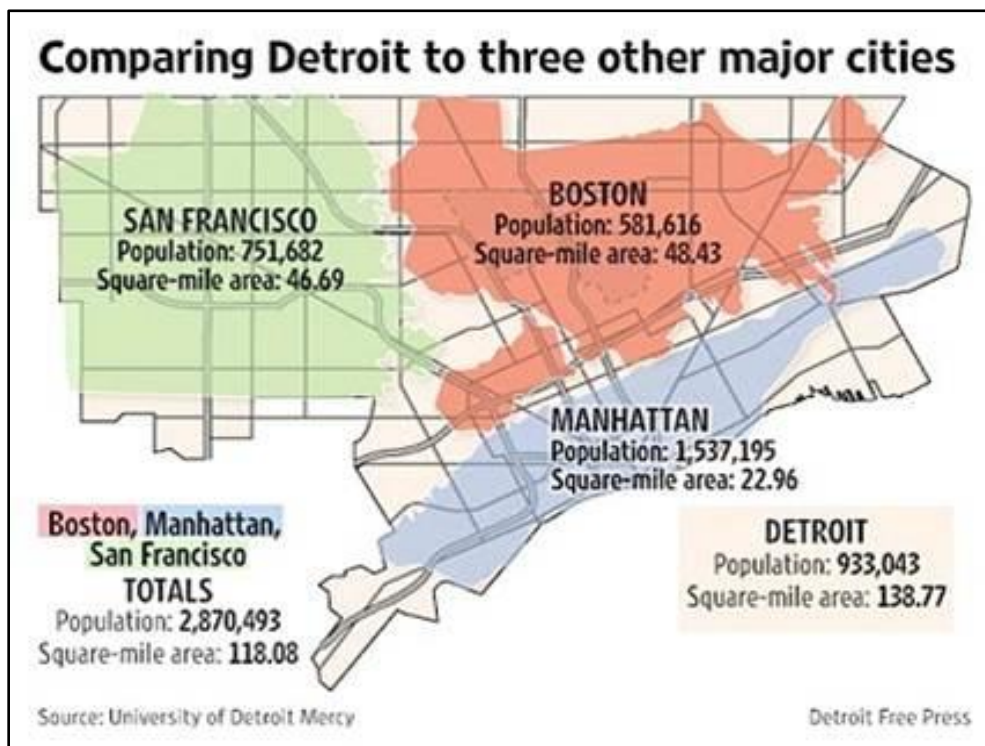 Comparing Detroit to three other major cities
SAN FRANCISCO
Population: 751,682
Square-mile area: 46.69
BOSTON
Population: 581,616
Square-mile area: 48.43
MANHATTAN
Population: 1,537,195
Square-mile area: 22.96
Boston, Manhattan,
San Francisco
TOTALS
Population: 2,870,493
Square-mile area: 118.08
DETROIT
Population: 933,043
Square-mile area: 138.77
Source: University of Detroit Mercy
Detroit Free Press